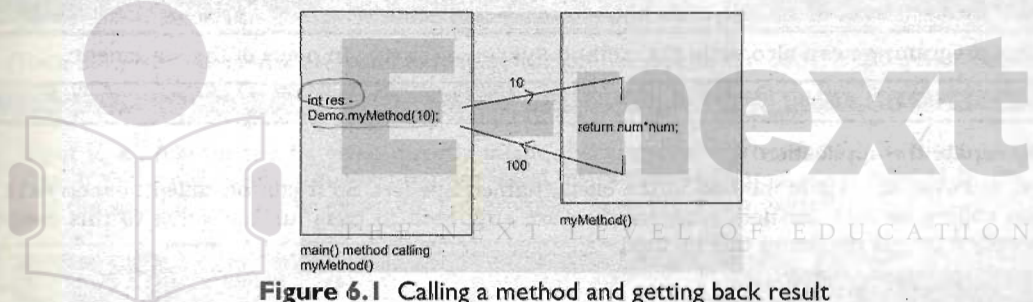 int res -
Demo.myMethod(10);
10
return num*num;
100
myMethod()
main() method calling
myMethod()
E-next
THE NEXT LEVEL OF EDUCATION
Figure 6.1 Calling a method and getting back result